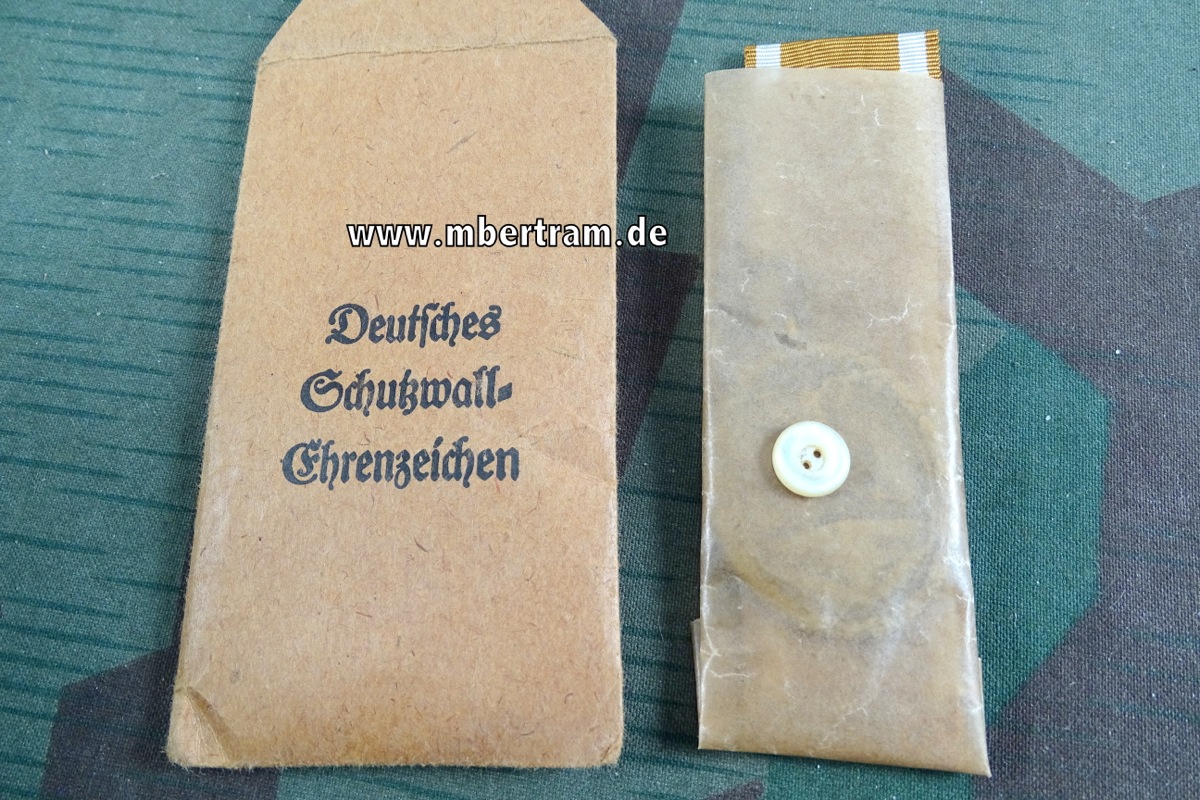 www.mbertram.de
Deutsches
Schutzwall-
Ehrenzeichen